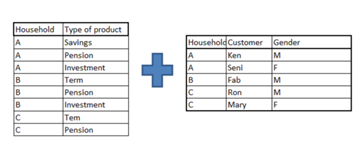 Household Type of product
A Savings
A Pension
A Investment
B Term
B Pension
B Investment
C Tem
C Pension
Household Customer Gender
A Ken M
A Seni F
B Fab M
C Ron M
C Mary F